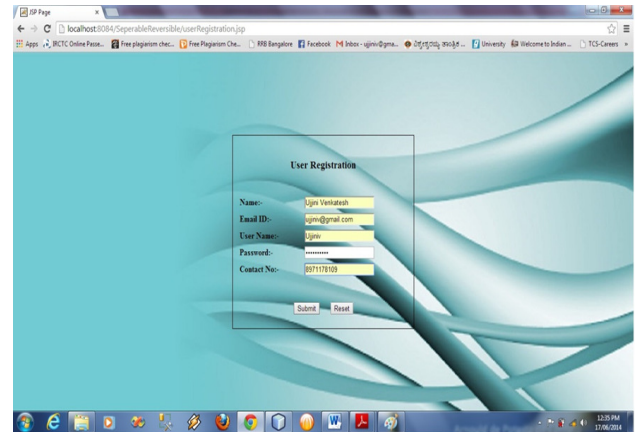 JSP Page
localhost:8084/SeperableReversible/userRegistration.jsp
Apps IRCTC Online Passe... Free plagiarism chec... Free Plagiarism Che... RRB Bangalore Facebook Inbox - ujjiniv@gma... University Welcome to Indian ... TCS-Careers »
User Registration
Name:- Ujjini Venkatesh
Email ID:- ujjiniv@gmail.com
User Name:- Ujjiniv
Password:- ••••••••••
Contact No:- 8971178109
Submit Reset
12:35 PM
17/06/2014